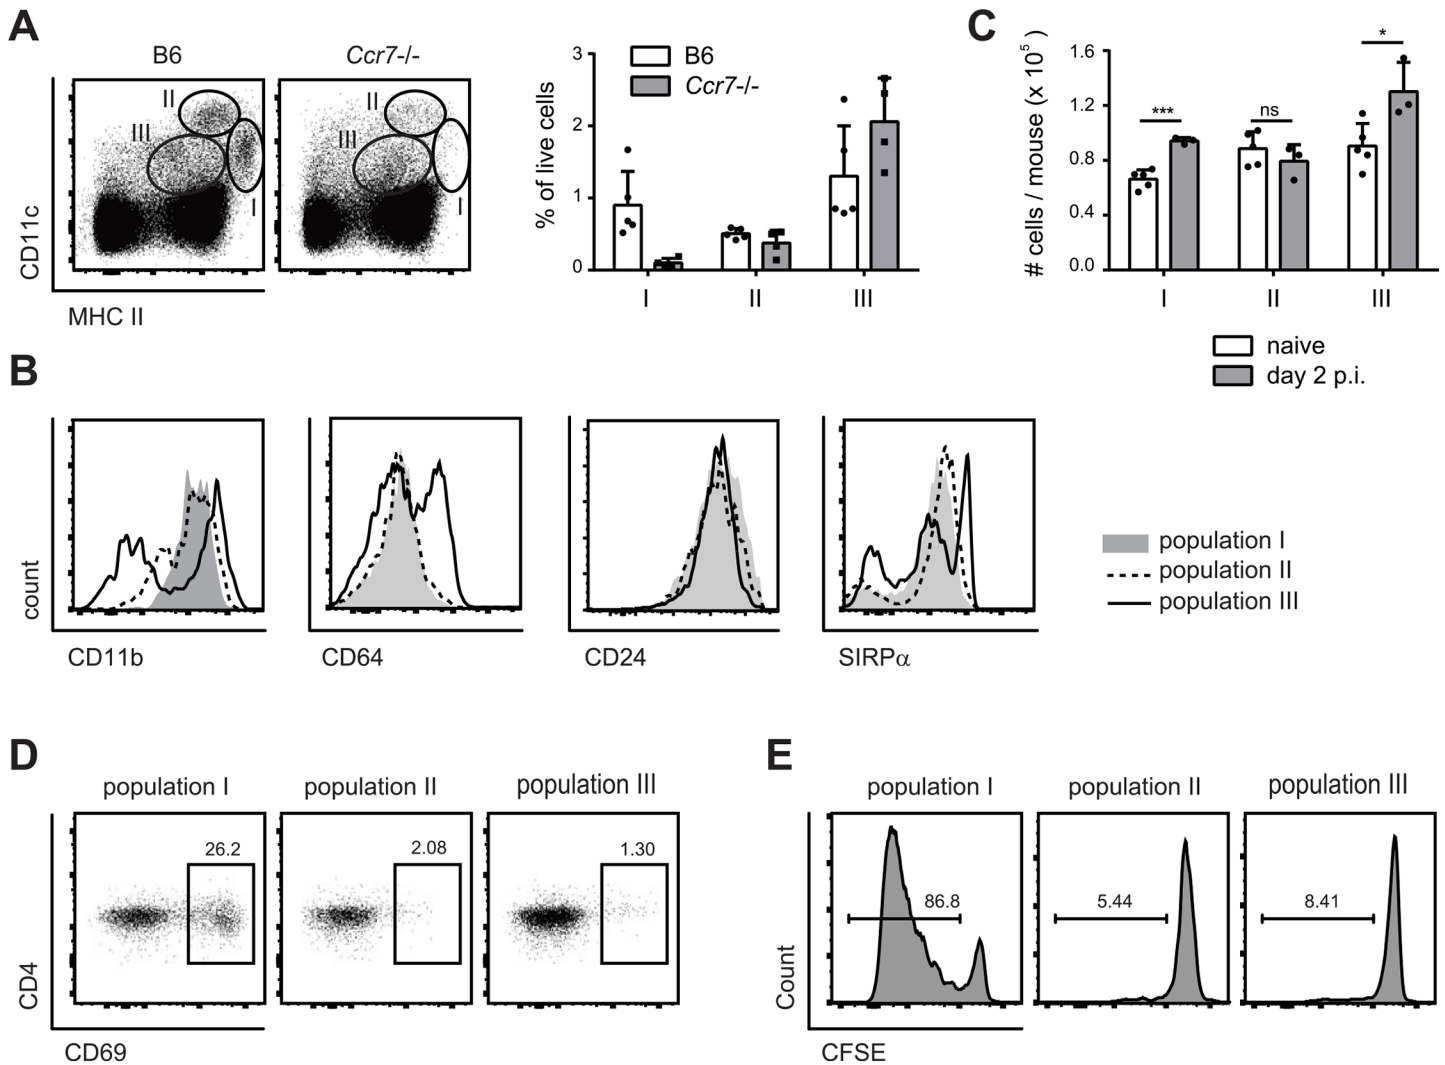 A
B6
Ccr7-/-
II
III
I
II
III
I
CD11c
MHC II
% of live cells
3
2
1
0
B6
Ccr7-/-
I
II
III
C
# cells / mouse (x 10⁵ )
1.6
1.2
0.8
0.4
0.0
***
ns
*
I
II
III
naive
day 2 p.i.
B
count
CD11b
CD64
CD24
SIRPα
population I
population II
population III
D
population I
population II
population III
26.2
2.08
1.30
CD4
CD69
E
population I
population II
population III
86.8
5.44
8.41
Count
CFSE